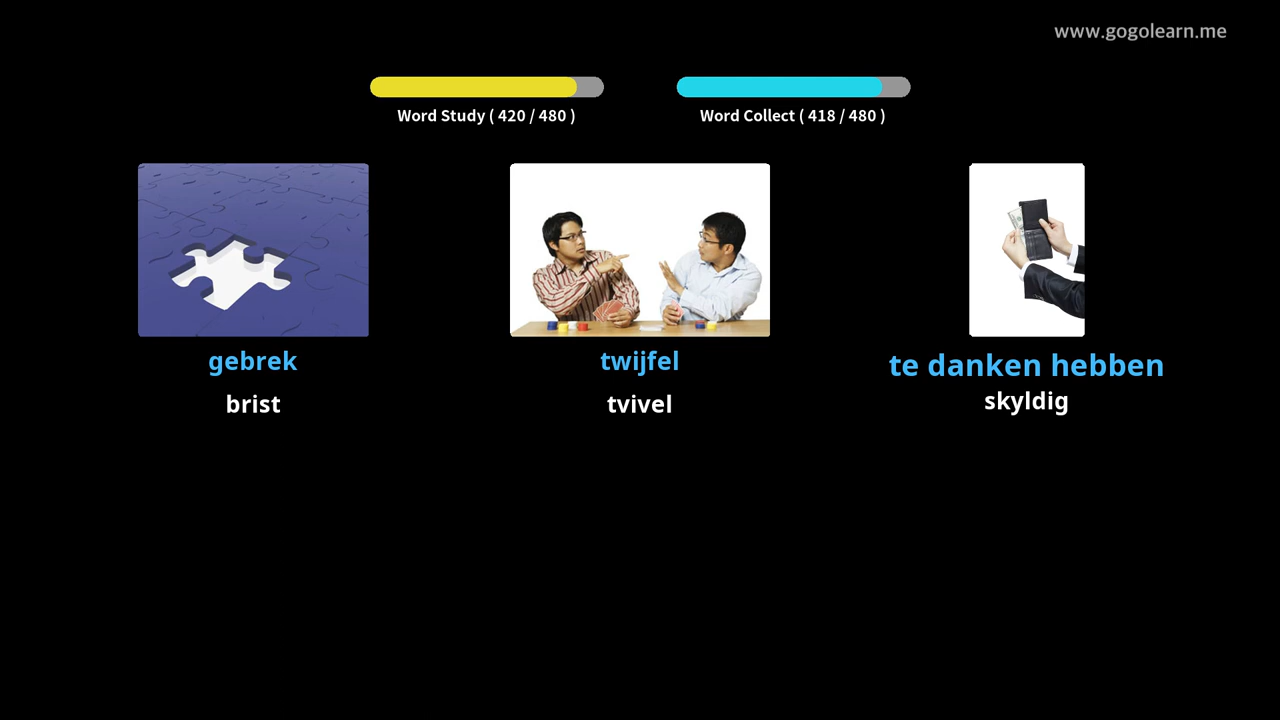 www.gogolearn.me
Word Study ( 420 / 480 )
Word Collect ( 418 / 480 )
gebrek
twijfel
te danken hebben
brist
tvivel
skyldig